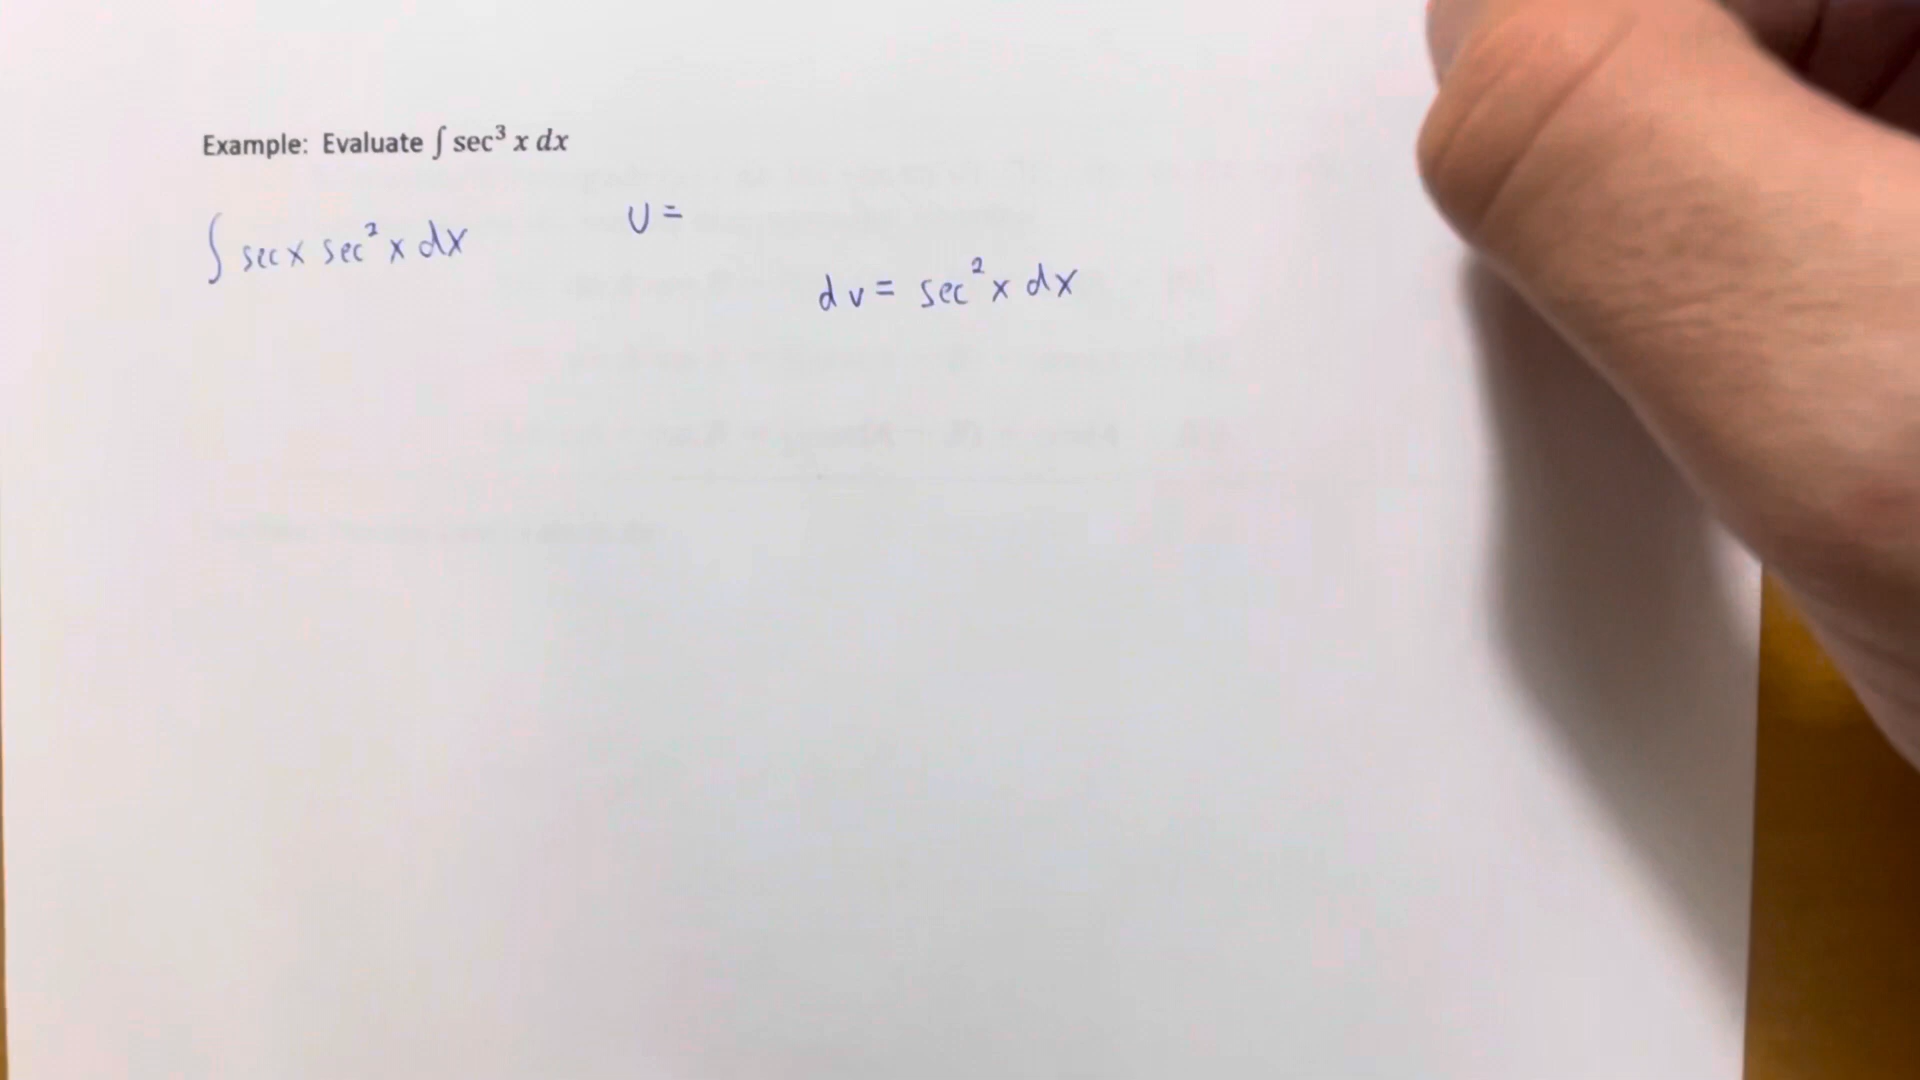 Example: Evaluate ∫ sec³ x dx
∫ sec x sec² x dx
U =
dv = sec² x dx